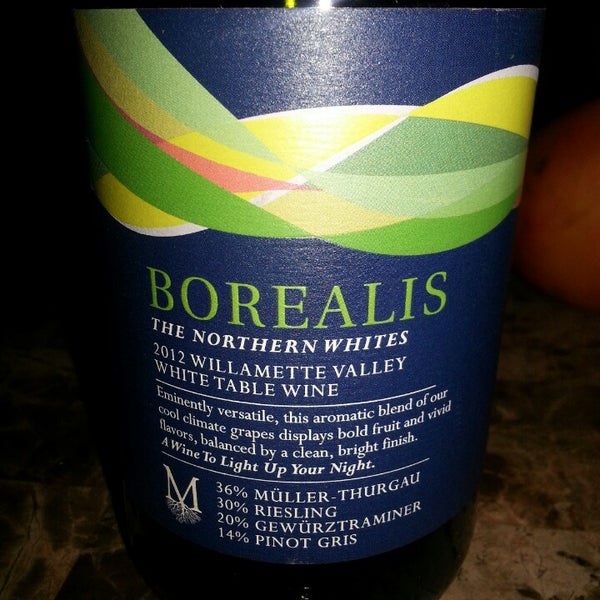 BOREALIS
THE NORTHERN WHITES
2012 WILLAMETTE VALLEY
WHITE TABLE WINE
Eminently versatile, this aromatic blend of our
cool climate grapes displays bold fruit and vivid
flavors, balanced by a clean, bright finish.
A Wine To Light Up Your Night.
M
36% MÜLLER-THURGAU
30% RIESLING
20% GEWÜRZTRAMINER
14% PINOT GRIS